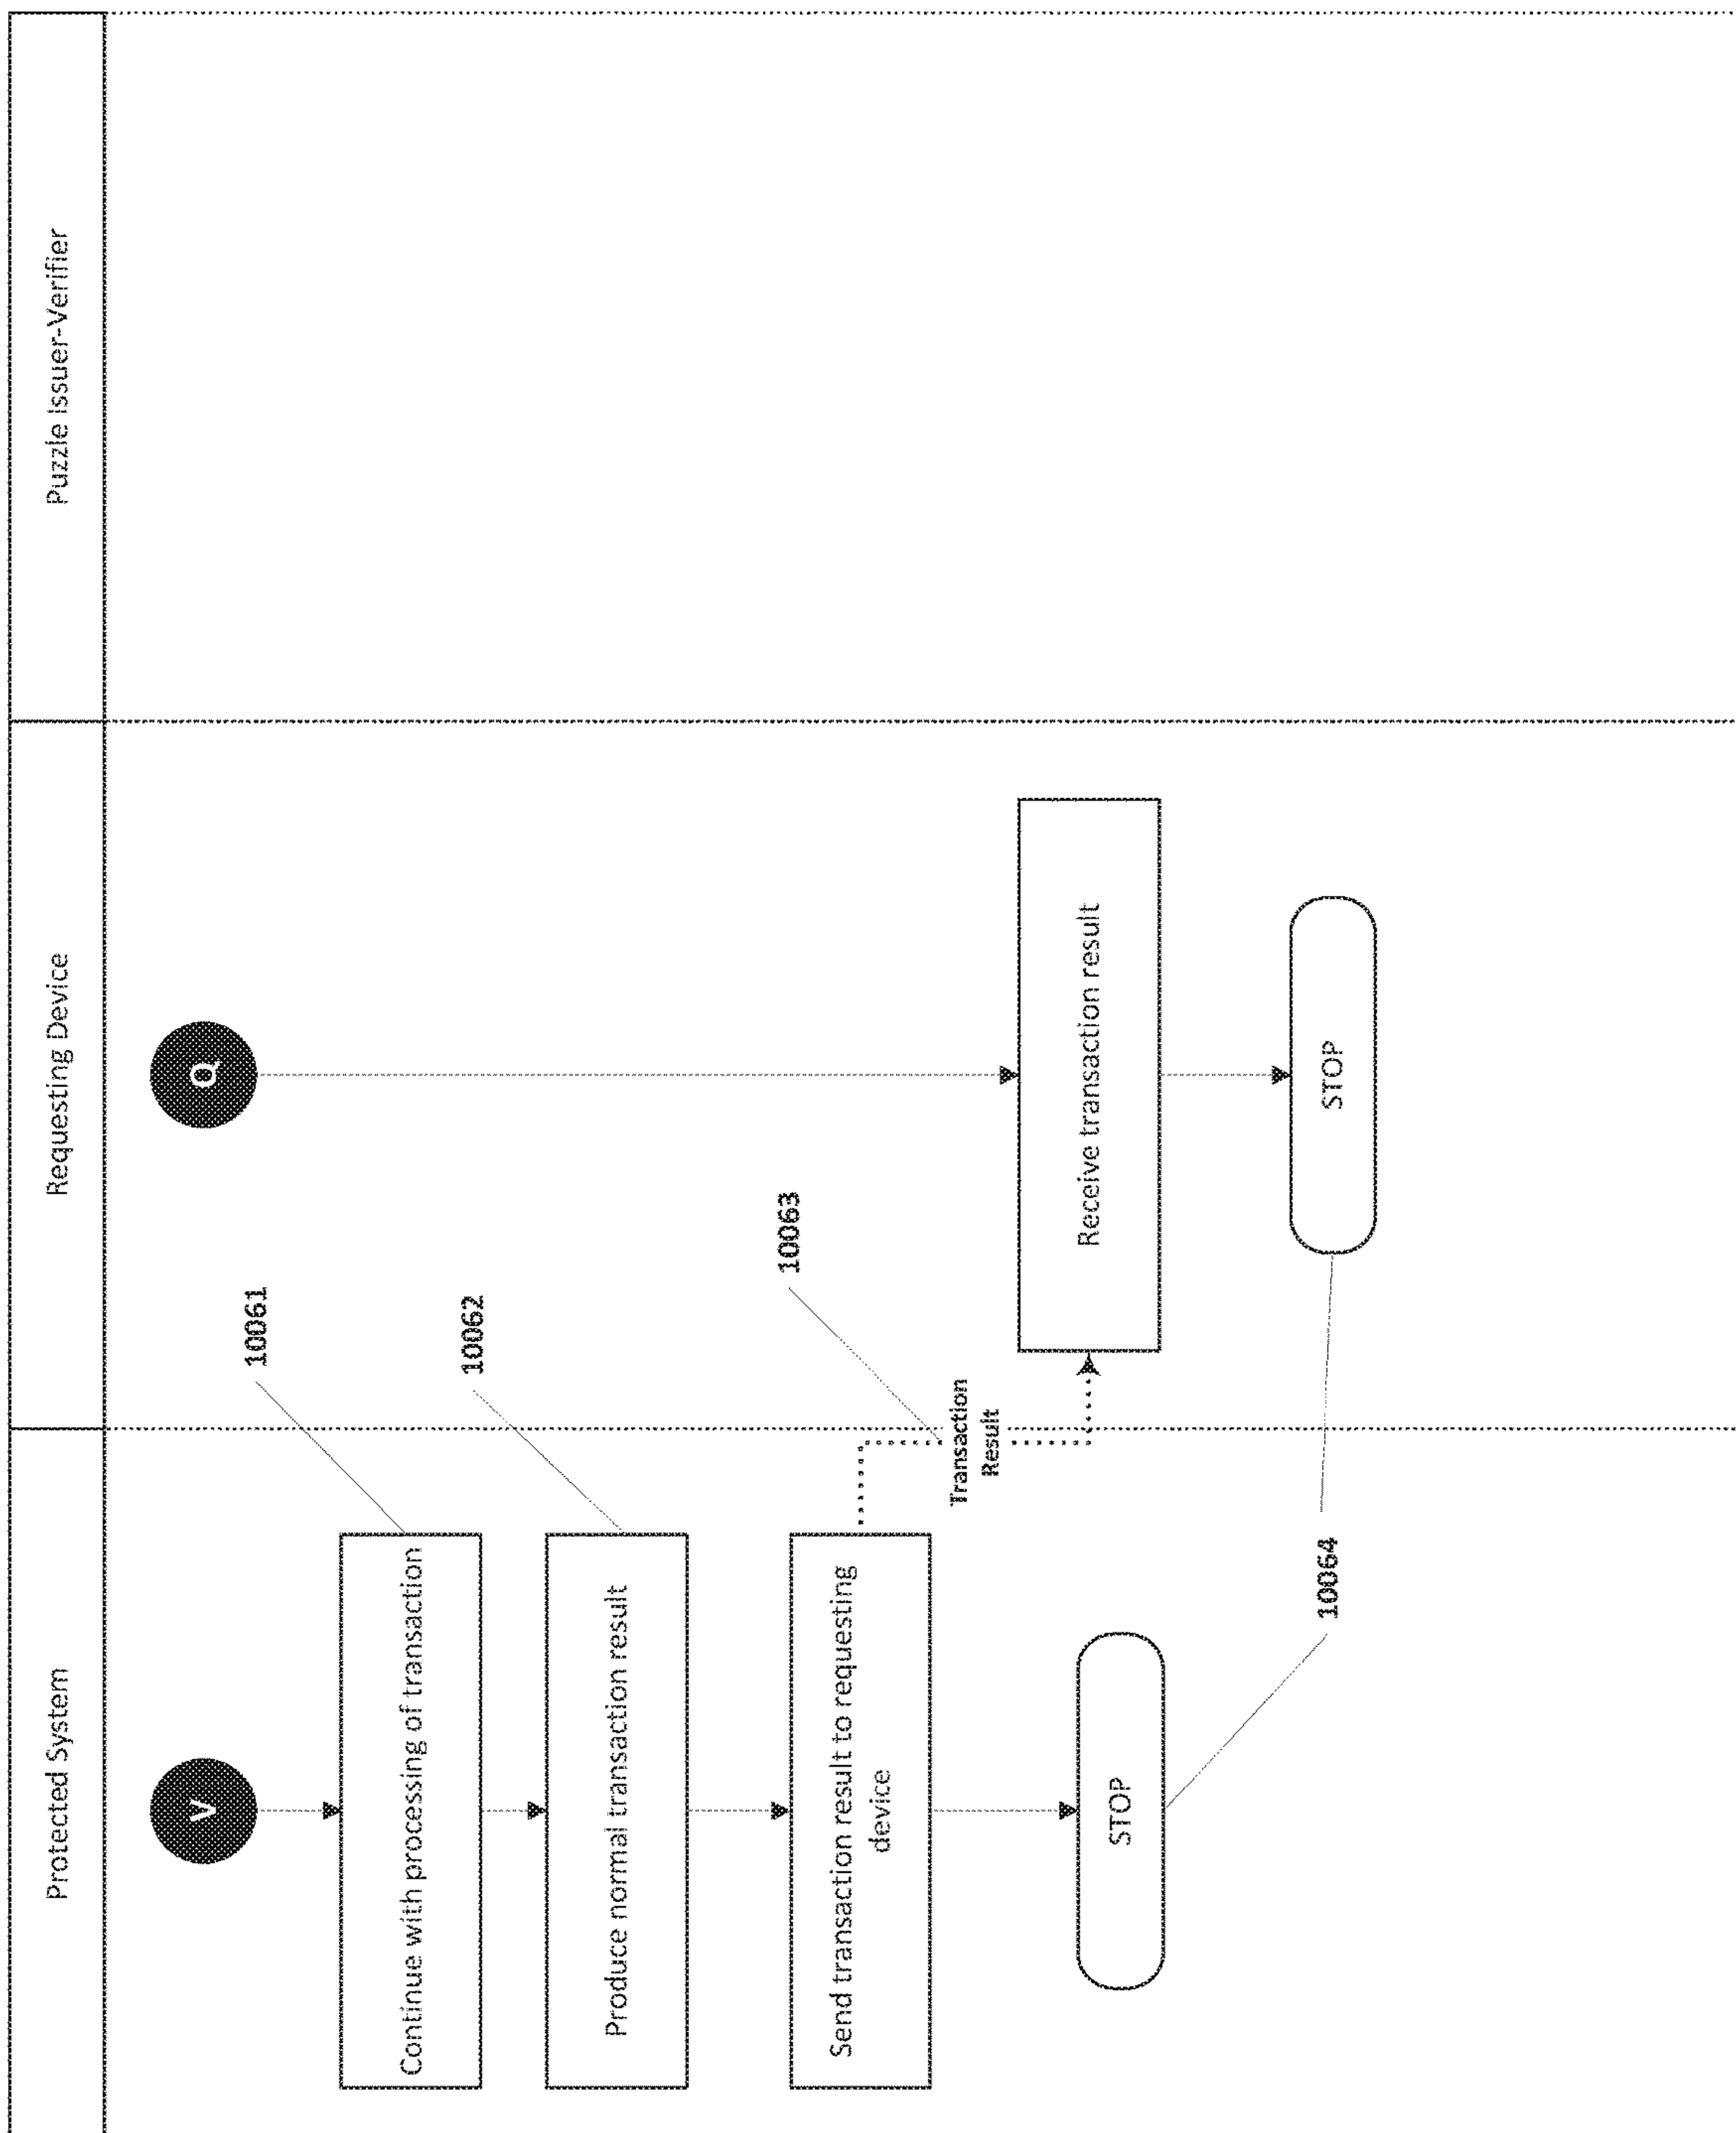 Protected System
Requesting Device
Puzzle Issuer-Verifier
V
Q
10061
Continue with processing of transaction
10062
Produce normal transaction result
10063
Send transaction result to requesting
device
Transaction
Result
Receive transaction result
STOP
STOP
10064